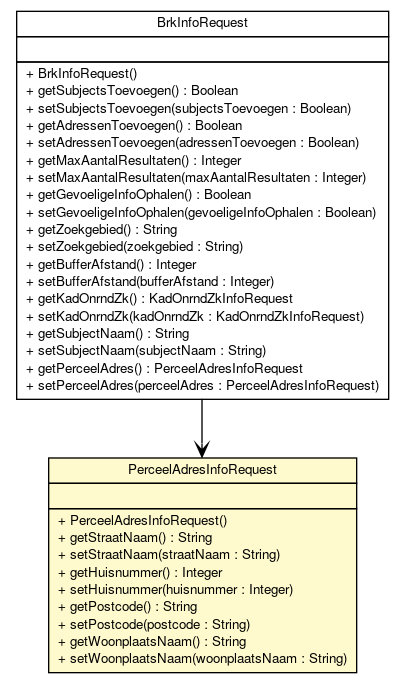 BrkInfoRequest
+ BrkInfoRequest()
+ getSubjectsToevoegen() : Boolean
+ setSubjectsToevoegen(subjectsToevoegen : Boolean)
+ getAdressenToevoegen() : Boolean
+ setAdressenToevoegen(adressenToevoegen : Boolean)
+ getMaxAantalResultaten() : Integer
+ setMaxAantalResultaten(maxAantalResultaten : Integer)
+ getGevoeligeInfoOphalen() : Boolean
+ setGevoeligeInfoOphalen(gevoeligeInfoOphalen : Boolean)
+ getZoekgebied() : String
+ setZoekgebied(zoekgebied : String)
+ getBufferAfstand() : Integer
+ setBufferAfstand(bufferAfstand : Integer)
+ getKadOnrndZk() : KadOnrndZkInfoRequest
+ setKadOnrndZk(kadOnrndZk : KadOnrndZkInfoRequest)
+ getSubjectNaam() : String
+ setSubjectNaam(subjectNaam : String)
+ getPerceelAdres() : PerceelAdresInfoRequest
+ setPerceelAdres(perceelAdres : PerceelAdresInfoRequest)
PerceelAdresInfoRequest
+ PerceelAdresInfoRequest()
+ getStraatNaam() : String
+ setStraatNaam(straatNaam : String)
+ getHuisnummer() : Integer
+ setHuisnummer(huisnummer : Integer)
+ getPostcode() : String
+ setPostcode(postcode : String)
+ getWoonplaatsNaam() : String
+ setWoonplaatsNaam(woonplaatsNaam : String)